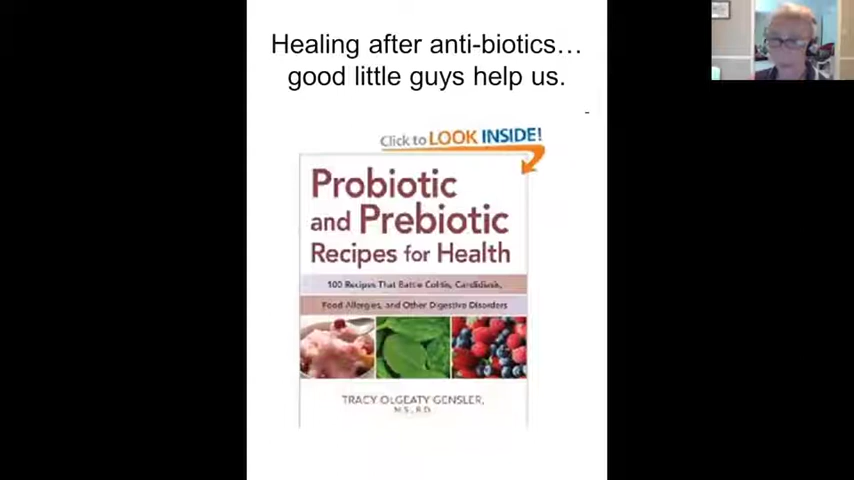 Healing after anti-biotics…
good little guys help us.
Click to LOOK INSIDE!
Probiotic
and Prebiotic
Recipes for Health
100 Recipes That Battle Colitis, Candidiasis,
Food Allergies, and Other Digestive Disorders
TRACY OLGEATY GENSLER,
M.S., R.D.